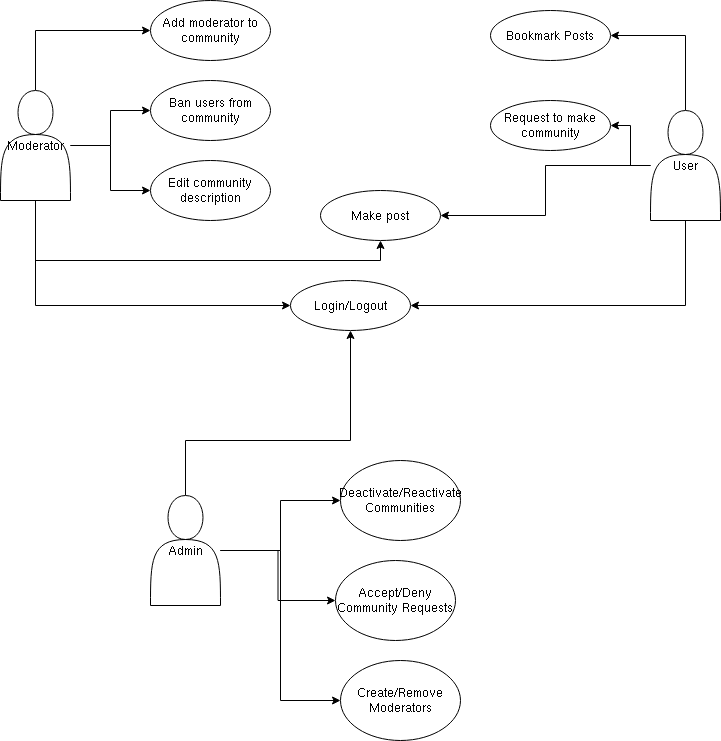 Add moderator to
community
Bookmark Posts
Ban users from
community
Request to make
community
Moderator
User
Edit community
description
Make post
Login/Logout
Deactivate/Reactivate
Communities
Admin
Accept/Deny
Community Requests
Create/Remove
Moderators